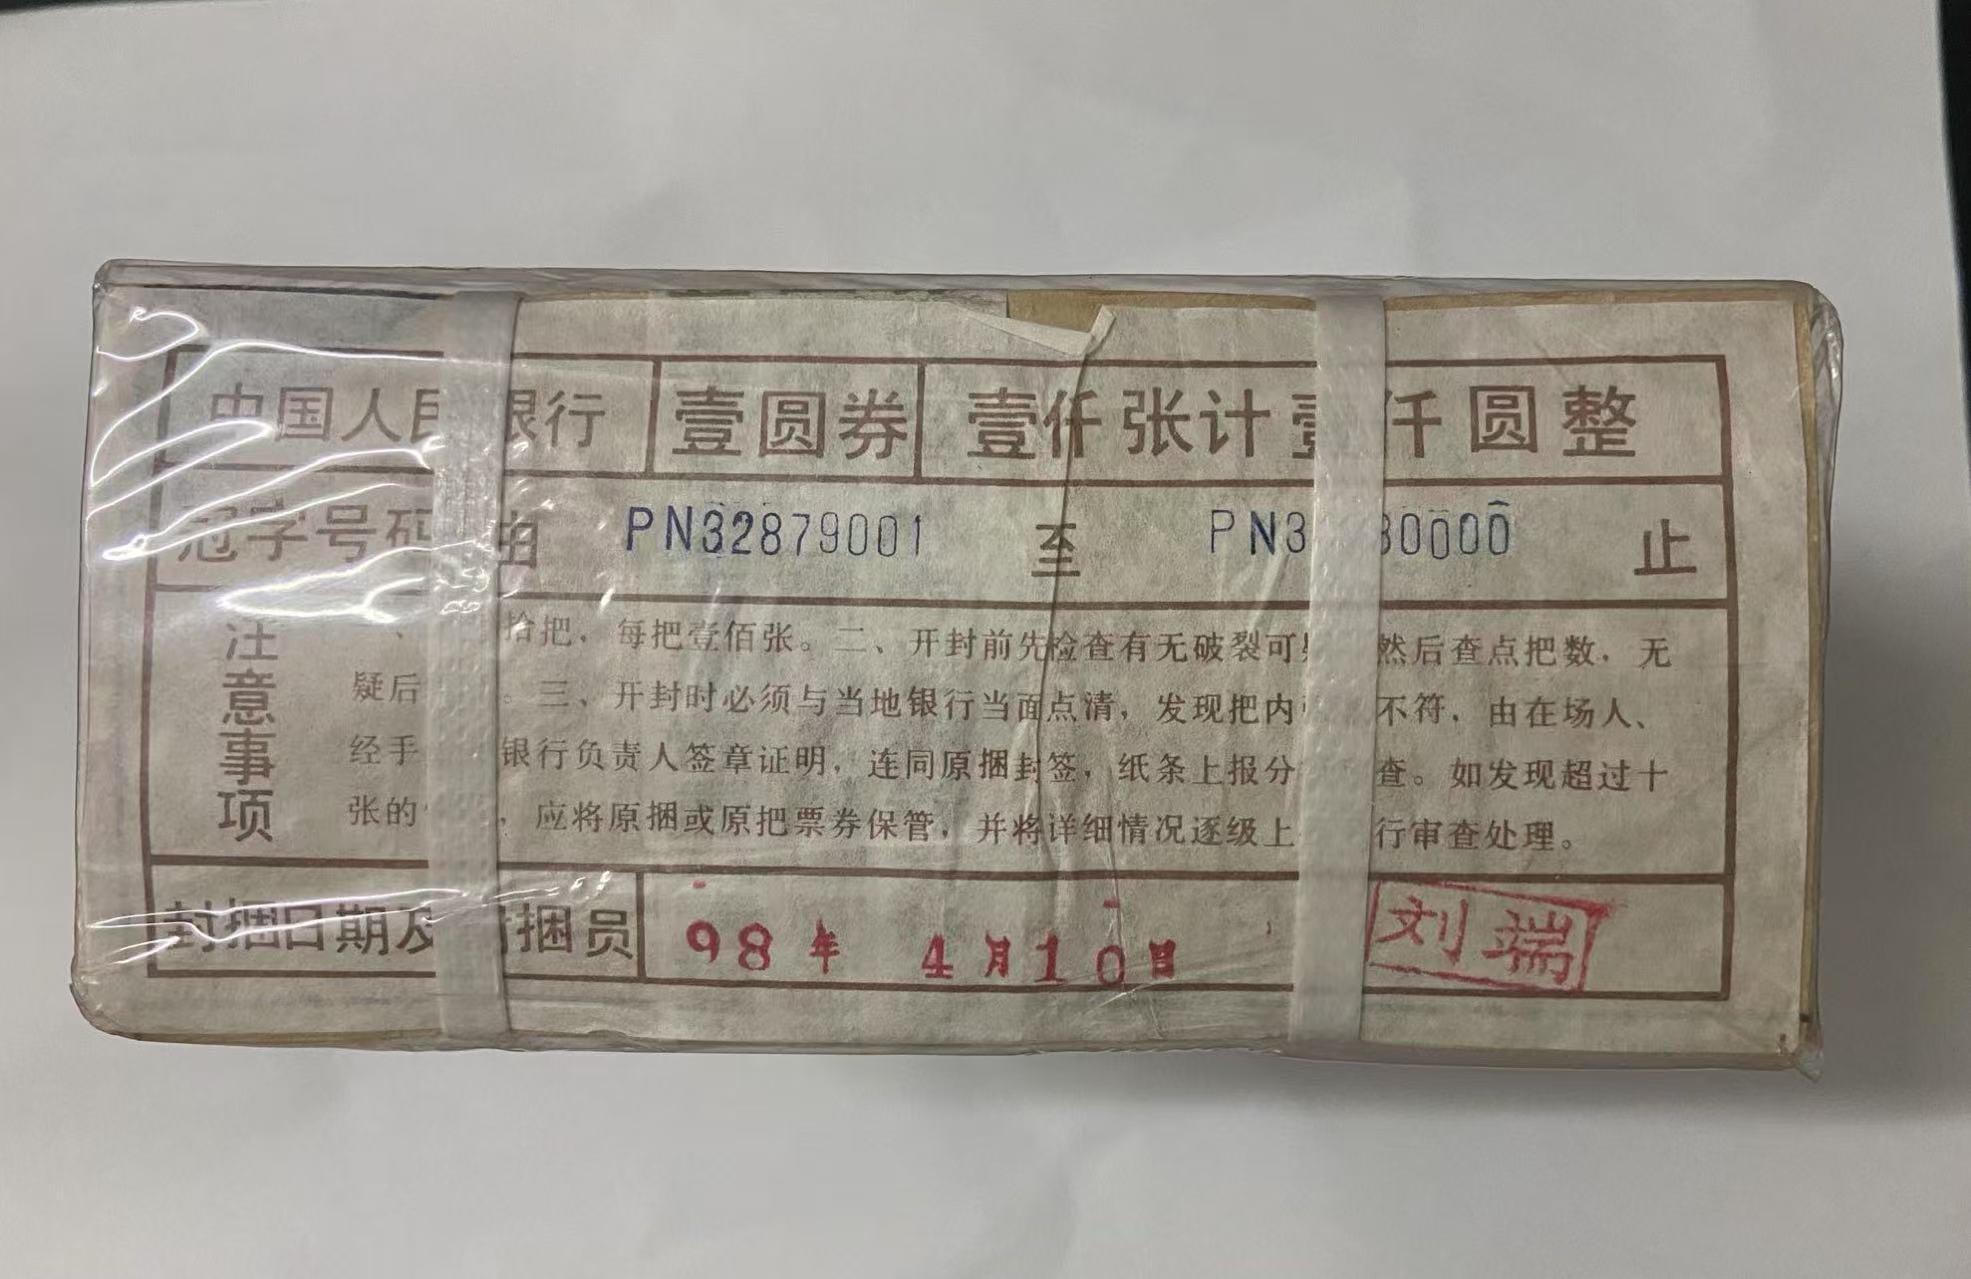 中国人民银行 壹圆券 壹仟张计壹仟圆整
冠字号码 由 PN32879001 至 PN3 80000 止
注意事项
、 拾把，每把壹佰张。二、开封前先检查有无破裂可 然后查点把数，无
疑后 。三、开封时必须与当地银行当面点清，发现把内 不符，由在场人、
经手 银行负责人签章证明，连同原捆封签，纸条上报分 查。如发现超过十
张的 ，应将原捆或原把票券保管，并将详细情况逐级上 行审查处理。
封捆日期及 捆员 98年 4月10日 刘端